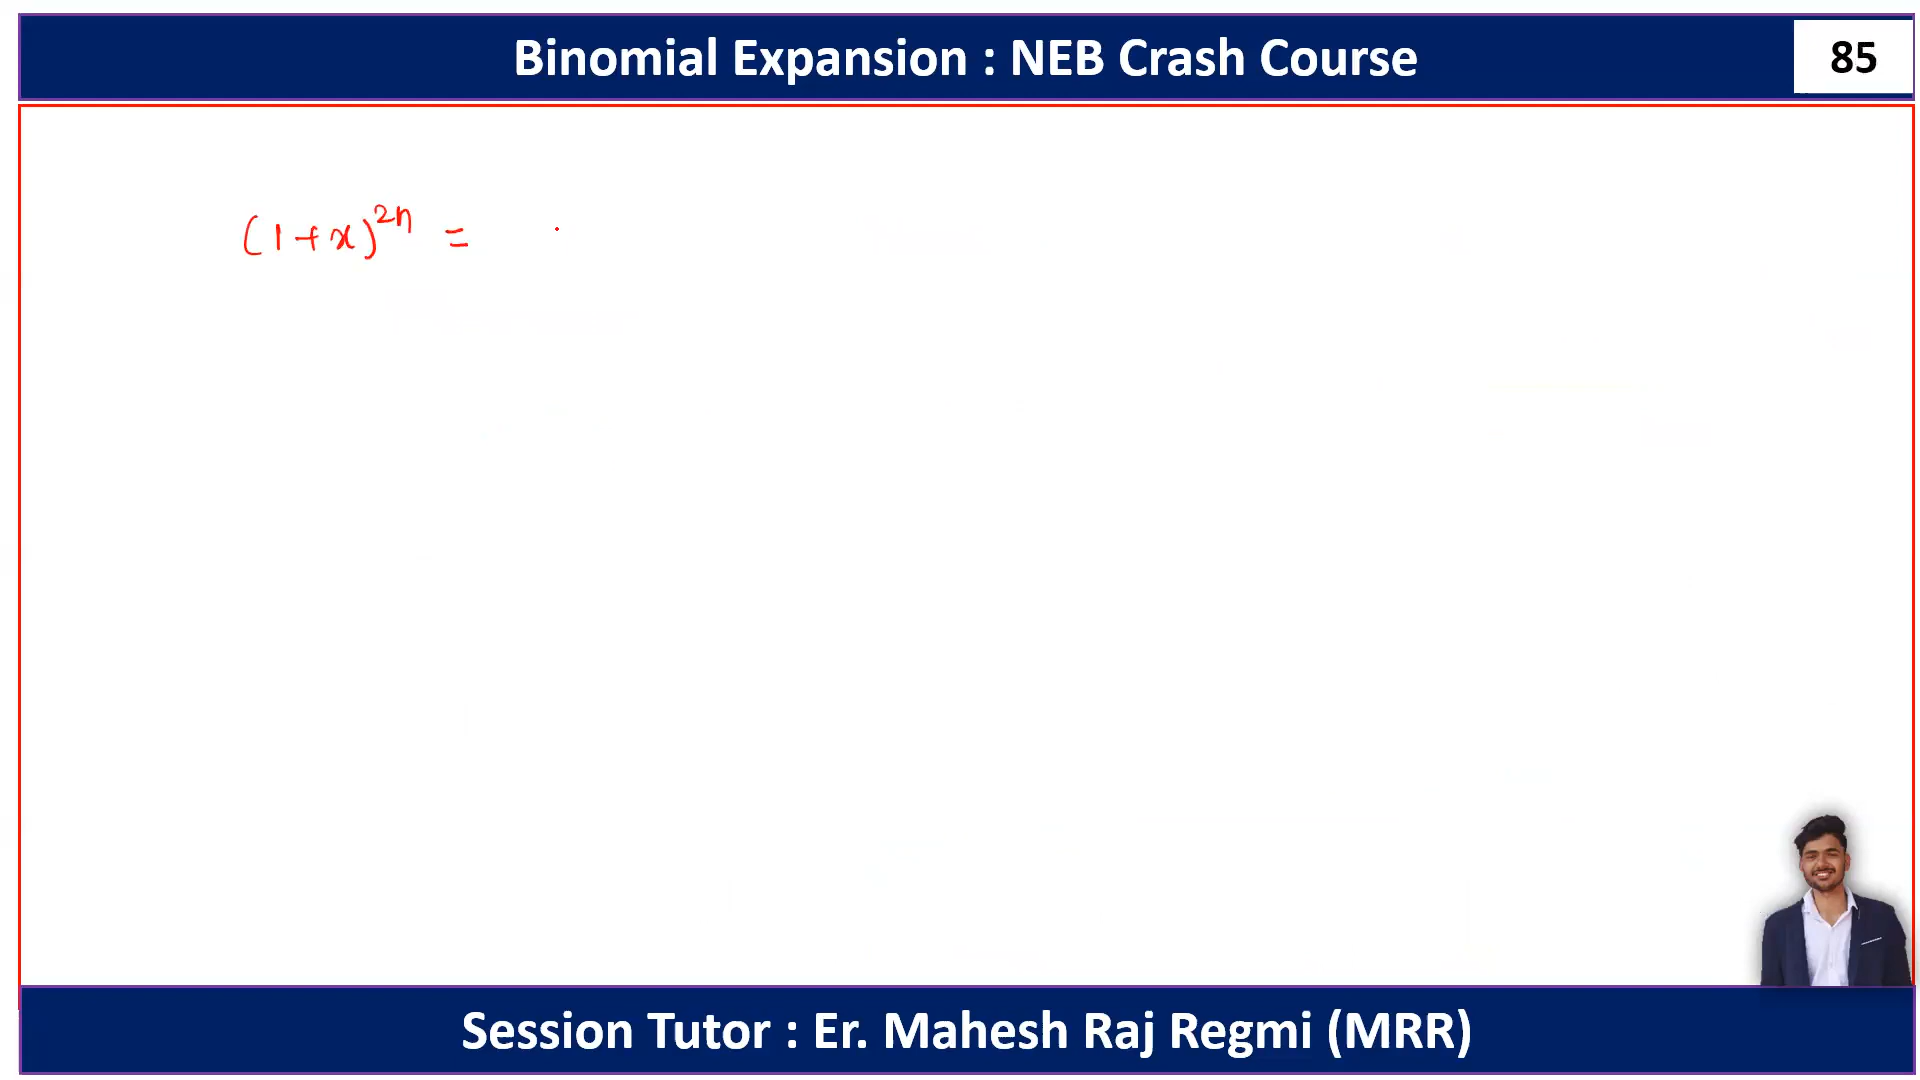 Binomial Expansion : NEB Crash Course
85
(1+x)²ⁿ =
Session Tutor : Er. Mahesh Raj Regmi (MRR)